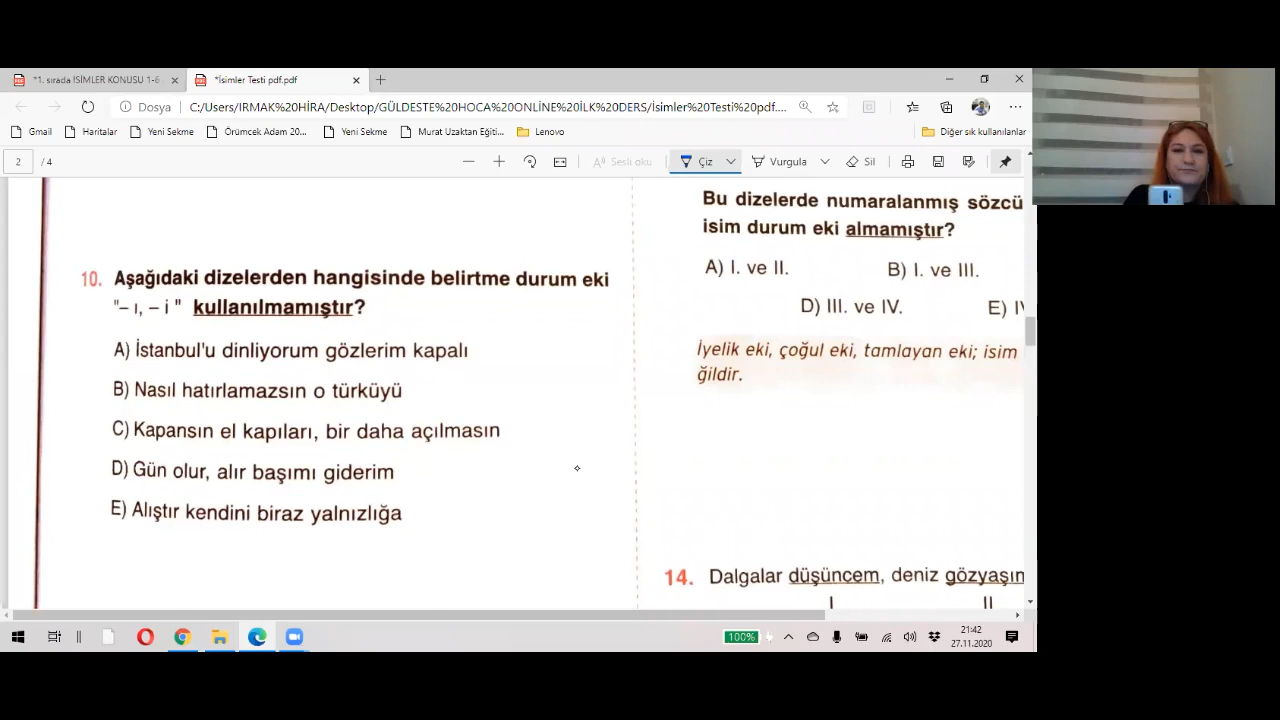 *1. sırada İSİMLER KONUSU 1-6
*İsimler Testi pdf.pdf
Dosya
C:/Users/IRMAK%20HİRA/Desktop/GÜLDESTE%20HOCA%20ONLİNE%20İLK%20DERS/İsimler%20Testi%20pdf....
Gmail
Haritalar
Yeni Sekme
Örümcek Adam 20...
Yeni Sekme
Murat Uzaktan Eğiti...
Lenovo
Diğer sık kullanılanlar
2 / 4
Sesli oku
Çiz
Vurgula
Sil
10. Aşağıdaki dizelerden hangisinde belirtme durum eki
"– ı, – i " kullanılmamıştır?
A) İstanbul'u dinliyorum gözlerim kapalı
B) Nasıl hatırlamazsın o türküyü
C) Kapansın el kapıları, bir daha açılmasın
D) Gün olur, alır başımı giderim
E) Alıştır kendini biraz yalnızlığa
Bu dizelerde numaralanmış sözcü
isim durum eki almamıştır?
A) I. ve II. B) I. ve III.
D) III. ve IV. E) IV
İyelik eki, çoğul eki, tamlayan eki; isim
ğildir.
14. Dalgalar düşüncem, deniz gözyaşın
I II
100%
21:42
27.11.2020